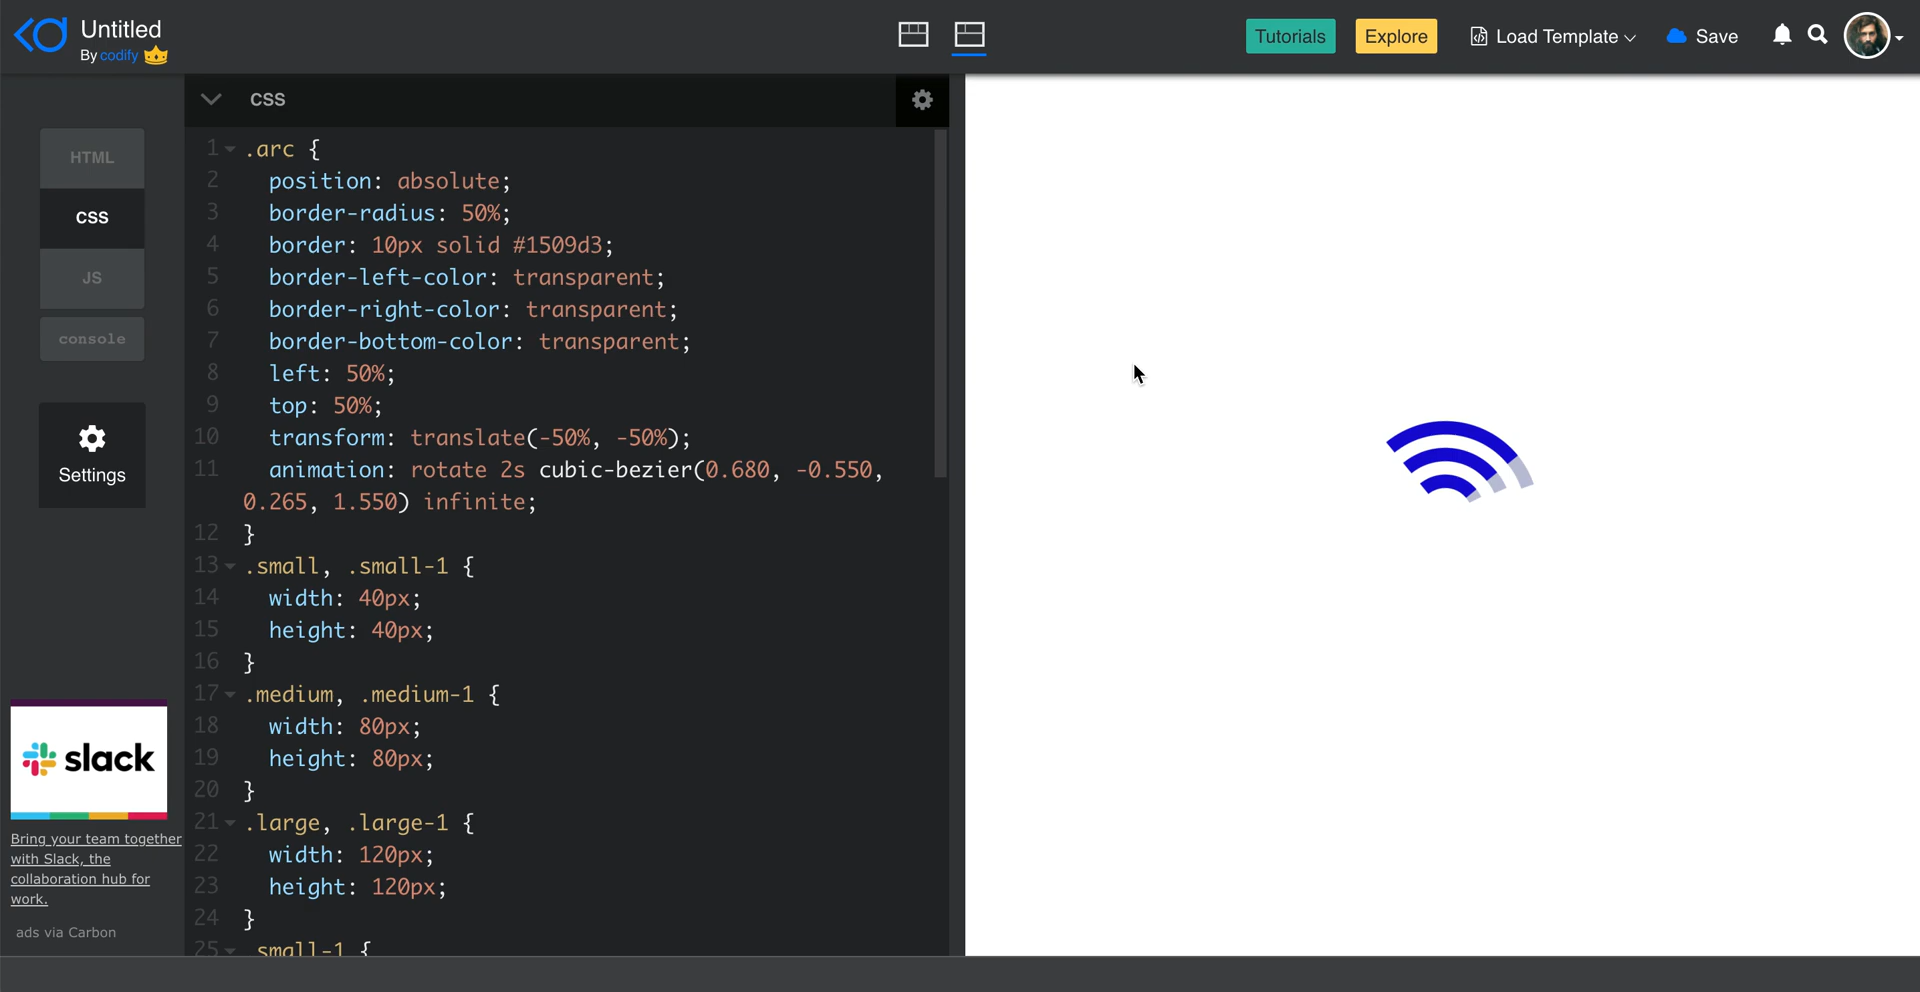 Untitled
By codify
Tutorials
Explore
Load Template
Save
HTML
CSS
JS
console
Settings
slack
Bring your team together
with Slack, the
collaboration hub for
work.
ads via Carbon
CSS
1 .arc {
2 position: absolute;
3 border-radius: 50%;
4 border: 10px solid #1509d3;
5 border-left-color: transparent;
6 border-right-color: transparent;
7 border-bottom-color: transparent;
8 left: 50%;
9 top: 50%;
10 transform: translate(-50%, -50%);
11 animation: rotate 2s cubic-bezier(0.680, -0.550,
0.265, 1.550) infinite;
12 }
13 .small, .small-1 {
14 width: 40px;
15 height: 40px;
16 }
17 .medium, .medium-1 {
18 width: 80px;
19 height: 80px;
20 }
21 .large, .large-1 {
22 width: 120px;
23 height: 120px;
24 }
25 .small-1 {